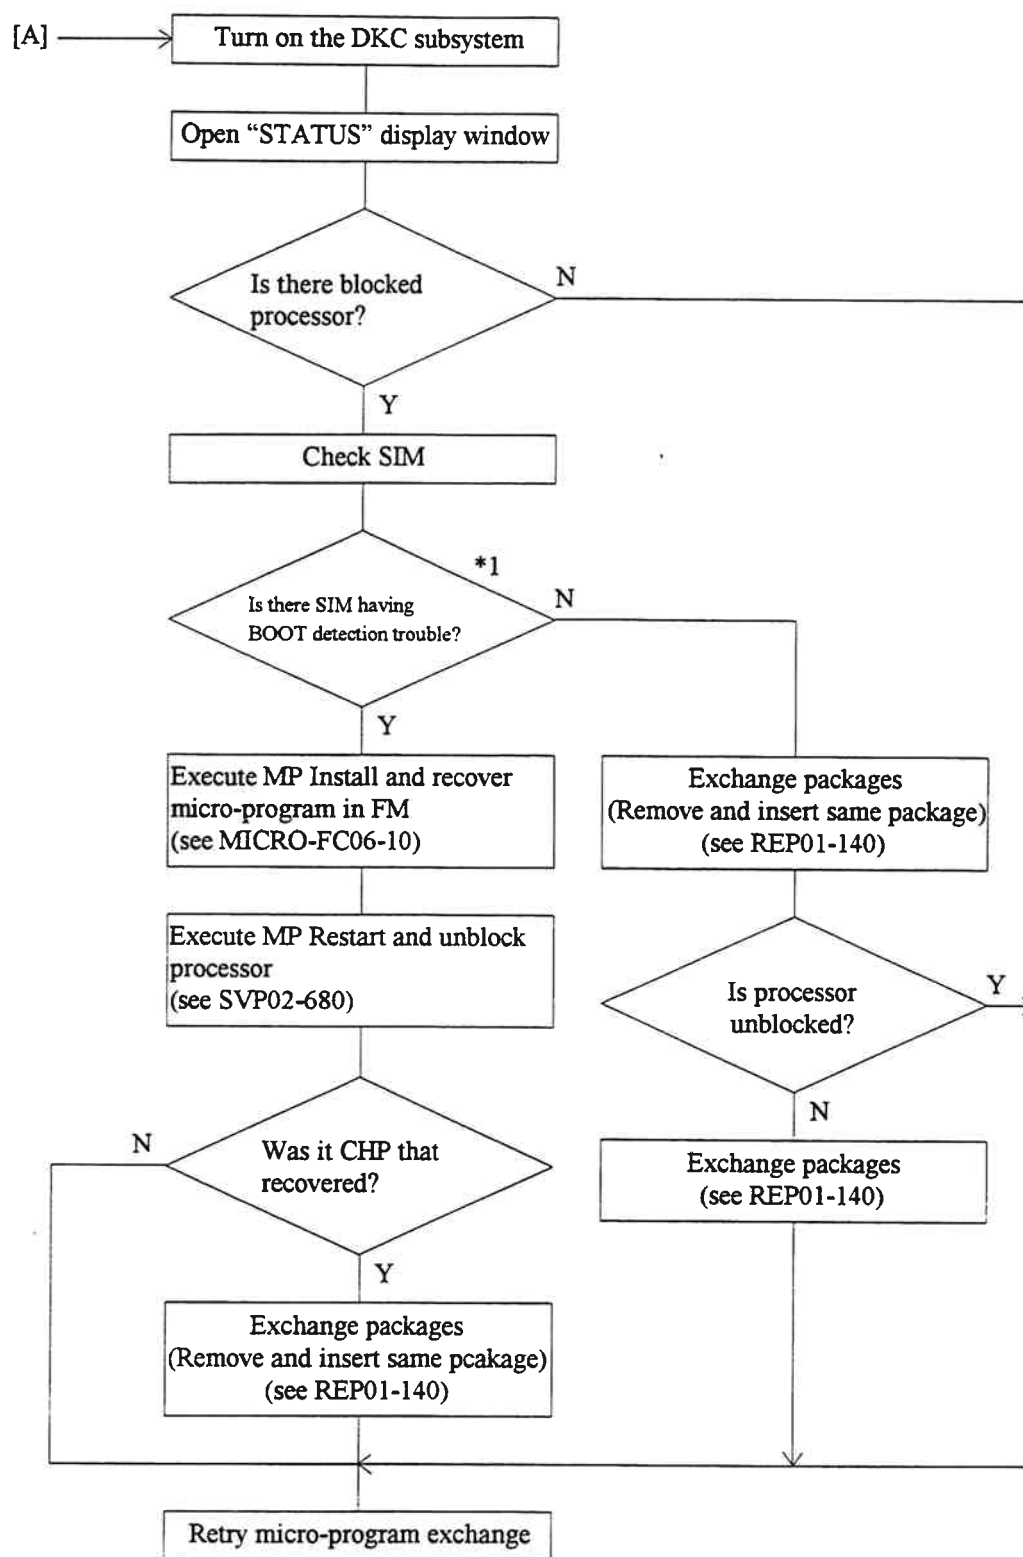 [A]
Turn on the DKC subsystem
Open “STATUS” display window
Is there blocked
processor?
N
Y
Check SIM
*1
Is there SIM having
BOOT detection trouble?
N
Y
Execute MP Install and recover
micro-program in FM
(see MICRO-FC06-10)
Exchange packages
(Remove and insert same package)
(see REP01-140)
Execute MP Restart and unblock
processor
(see SVP02-680)
Is processor
unblocked?
Y
N
Was it CHP that
recovered?
N
Y
Exchange packages
(see REP01-140)
Exchange packages
(Remove and insert same pcakage)
(see REP01-140)
Retry micro-program exchange